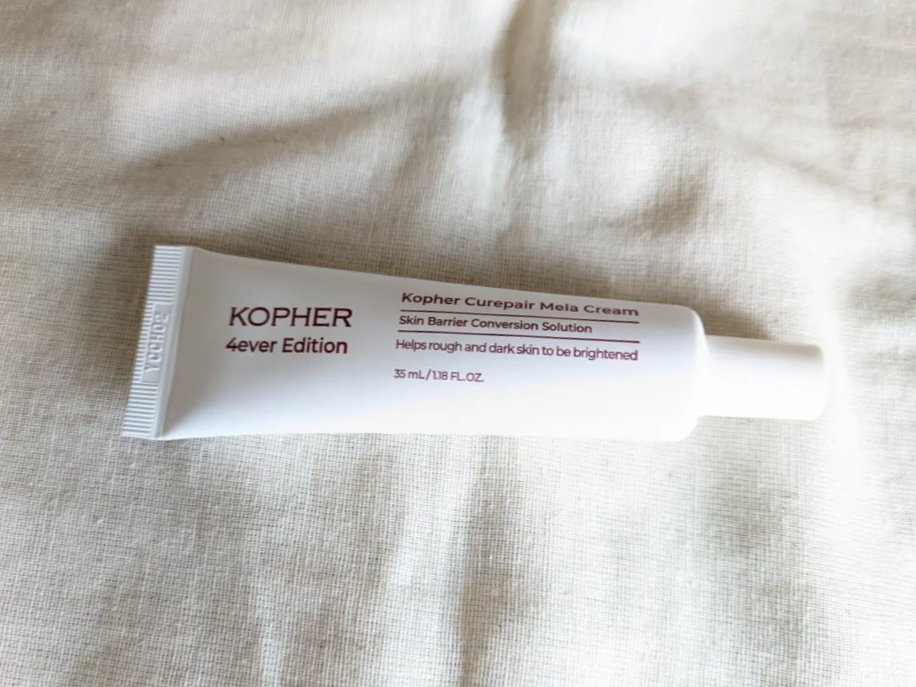 KOPHER
4ever Edition
Kopher Curepair Mela Cream
Skin Barrier Conversion Solution
Helps rough and dark skin to be brightened
35 mL/1.18 FL.OZ.